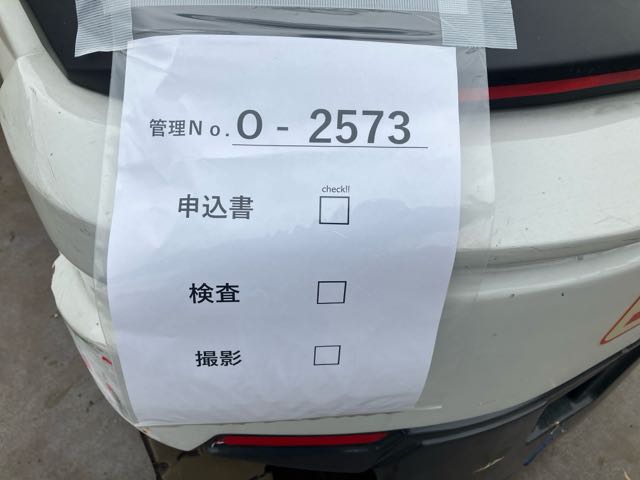 管理No. O - 2573
check!!
申込書 □
検査 □
撮影 □